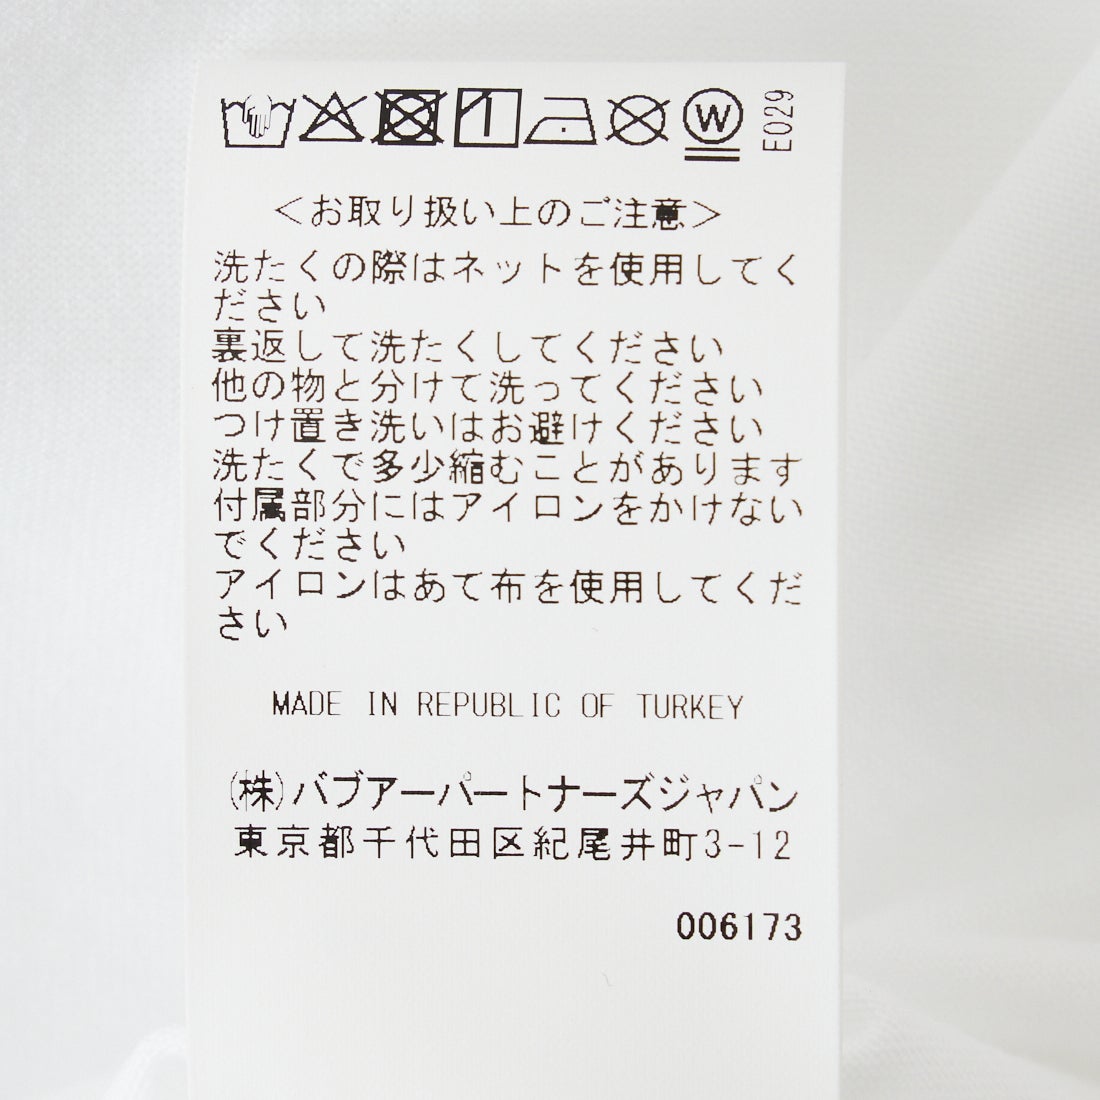 W
E029
＜お取り扱い上のご注意＞
洗たくの際はネットを使用してく
ださい
裏返して洗たくしてください
他の物と分けて洗ってください
つけ置き洗いはお避けください
洗たくで多少縮むことがあります
付属部分にはアイロンをかけない
でください
アイロンはあて布を使用してくだ
さい
MADE IN REPUBLIC OF TURKEY
(株)バブアーパートナーズジャパン
東京都千代田区紀尾井町3-12
006173